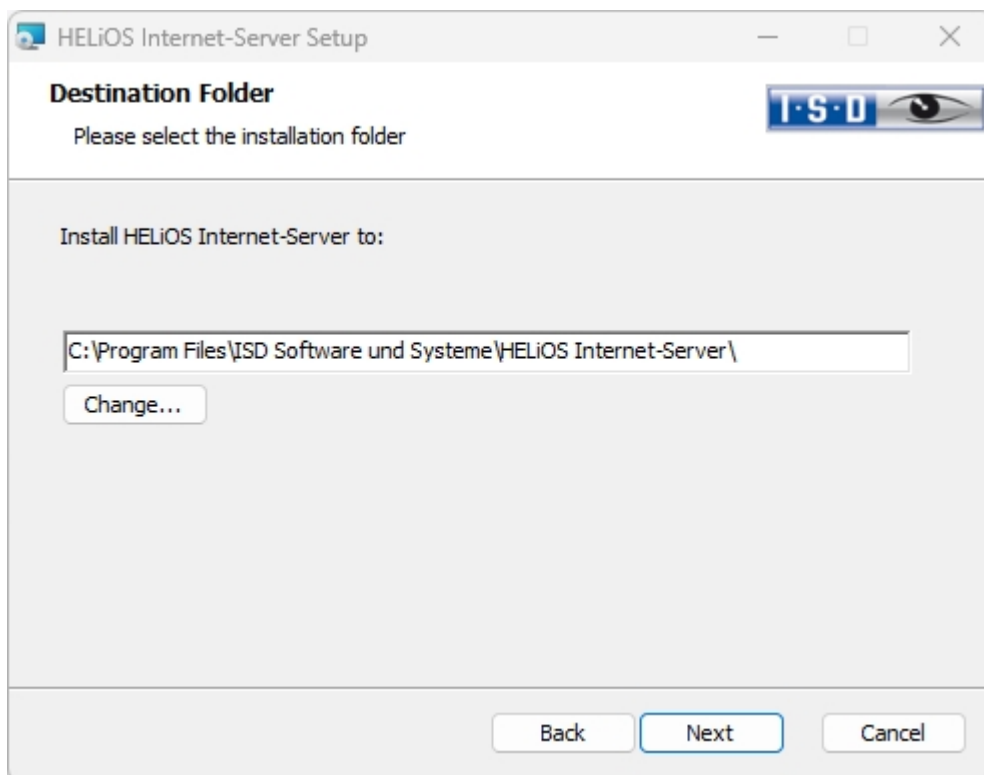 HELiOS Internet-Server Setup
Destination Folder
I·S·D
Please select the installation folder
Install HELiOS Internet-Server to:
C:\Program Files\ISD Software und Systeme\HELiOS Internet-Server\
Change...
Back
Next
Cancel